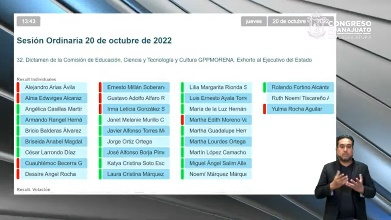 13:43
jueves
20 de octubre
CONGRESO
GUANAJUATO
Sesión Ordinaria 20 de octubre de 2022
32. Dictamen de la Comisión de Educación, Ciencia y Tecnología y Cultura GPPMORENA. Exhorto al Ejecutivo del Estado
Result Individuales
Alejandro Arias Ávila
Alma Edwviges Alcaraz
Angélica Casillas Martí
Armando Rangel Herná
Bricio Balderas Álvarez
Briseida Anabel Magdal
César Larrondo Díaz
Cuauhtémoc Becerra G
Dessire Angel Rocha
Ernesto Millán Soberan
Gustavo Adolfo Alfaro R
Irma Leticia González S
Janet Melanie Murillo C
Javier Alfonso Torres M
Jorge Ortiz Ortega
José Alfonso Borja Pim
Katya Cristina Soto Esc
Laura Cristina Márquez
Lilia Margarita Rionda S
Luis Ernesto Ayala Torr
María de la Luz Hernán
Martha Edith Moreno Va
Martha Guadalupe Hern
Martha Lourdes Ortega
Martín López Camacho
Miguel Ángel Salim Alle
Noemí Márquez Márque
Rolando Fortino Alcánta
Ruth Noemí Tiscareño A
Yulma Rocha Aguilar
Result. Votación